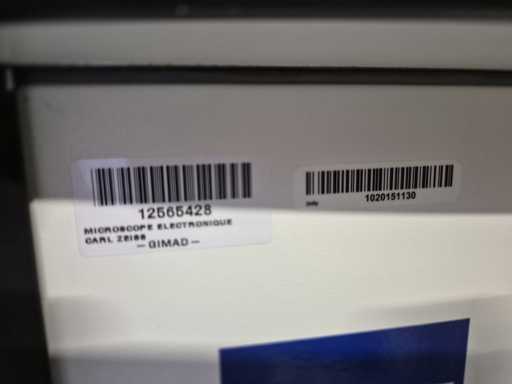 12565428
MICROSCOPE ELECTRONIQUE
CARL ZEISS
- GIMAD -
1020151130